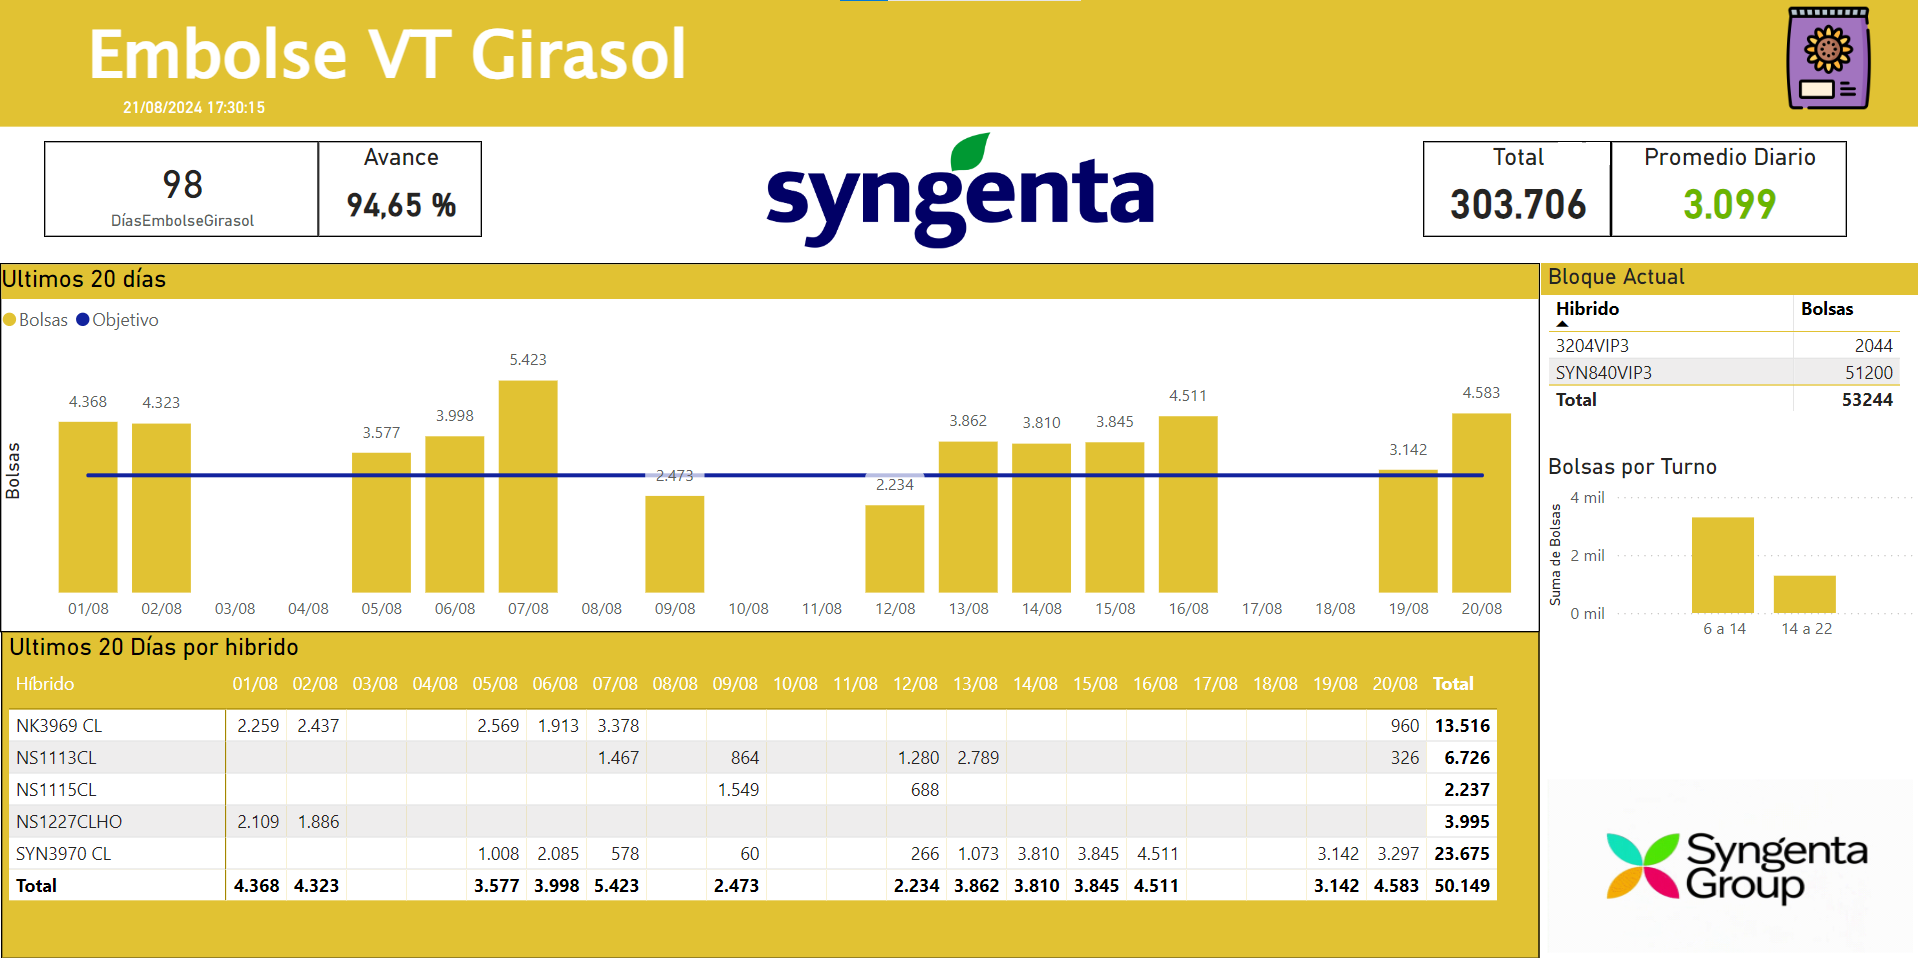 Embolse VT Girasol
21/08/2024 17:30:15
98
DíasEmbolseGirasol
Avance
94,65 %
syngenta
Total
303.706
Promedio Diario
3.099
Ultimos 20 días
Bolsas Objetivo
Bolsas
4.368 4.323 3.577 3.998 5.423 2.473 2.234 3.862 3.810 3.845 4.511 3.142 4.583
01/08 02/08 03/08 04/08 05/08 06/08 07/08 08/08 09/08 10/08 11/08 12/08 13/08 14/08 15/08 16/08 17/08 18/08 19/08 20/08
Bloque Actual
Hibrido Bolsas
3204VIP3 2044
SYN840VIP3 51200
Total 53244
Bolsas por Turno
Suma de Bolsas
4 mil
2 mil
0 mil
6 a 14 14 a 22
Ultimos 20 Días por hibrido
Híbrido 01/08 02/08 03/08 04/08 05/08 06/08 07/08 08/08 09/08 10/08 11/08 12/08 13/08 14/08 15/08 16/08 17/08 18/08 19/08 20/08 Total
NK3969 CL 2.259 2.437 2.569 1.913 3.378 960 13.516
NS1113CL 1.467 864 1.280 2.789 326 6.726
NS1115CL 1.549 688 2.237
NS1227CLHO 2.109 1.886 3.995
SYN3970 CL 1.008 2.085 578 60 266 1.073 3.810 3.845 4.511 3.142 3.297 23.675
Total 4.368 4.323 3.577 3.998 5.423 2.473 2.234 3.862 3.810 3.845 4.511 3.142 4.583 50.149
Syngenta
Group